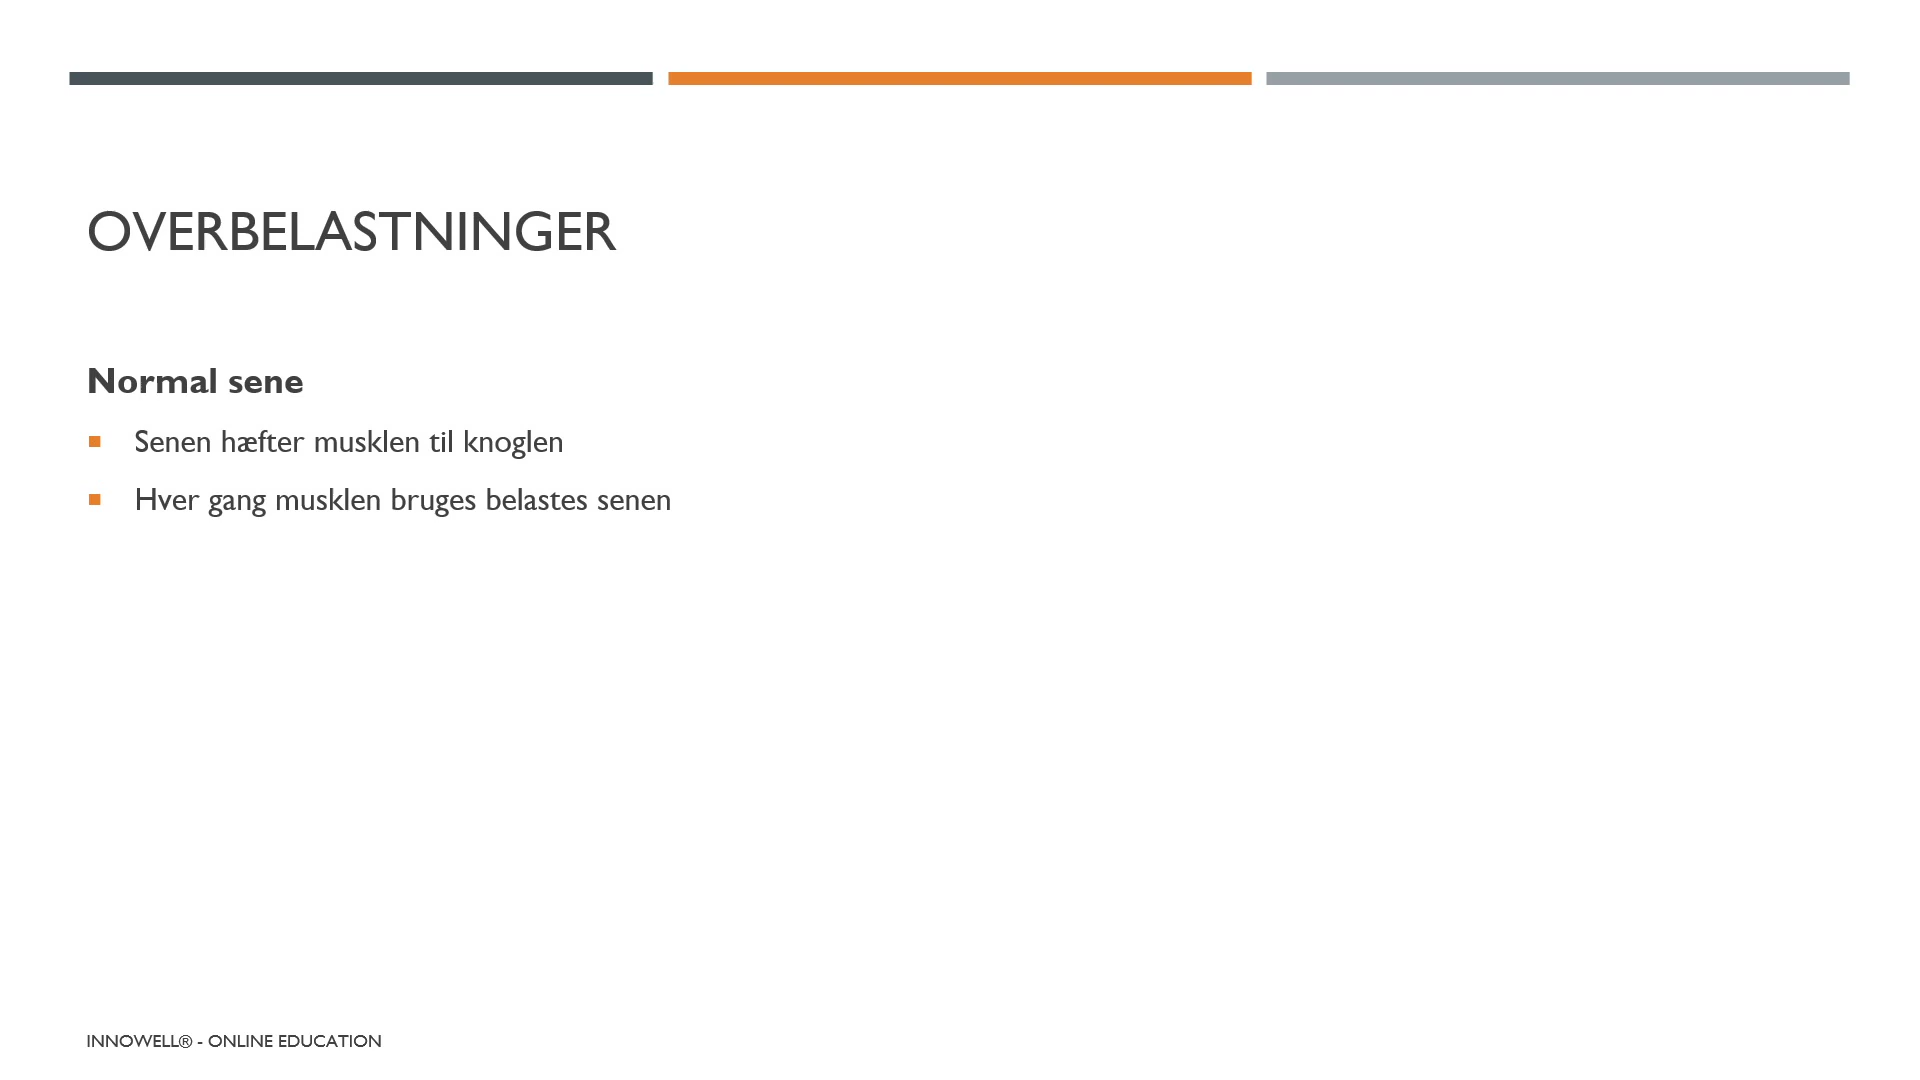 OVERBELASTNINGER
Normal sene
Senen hæfter musklen til knoglen
Hver gang musklen bruges belastes senen
INNOWELL® - ONLINE EDUCATION